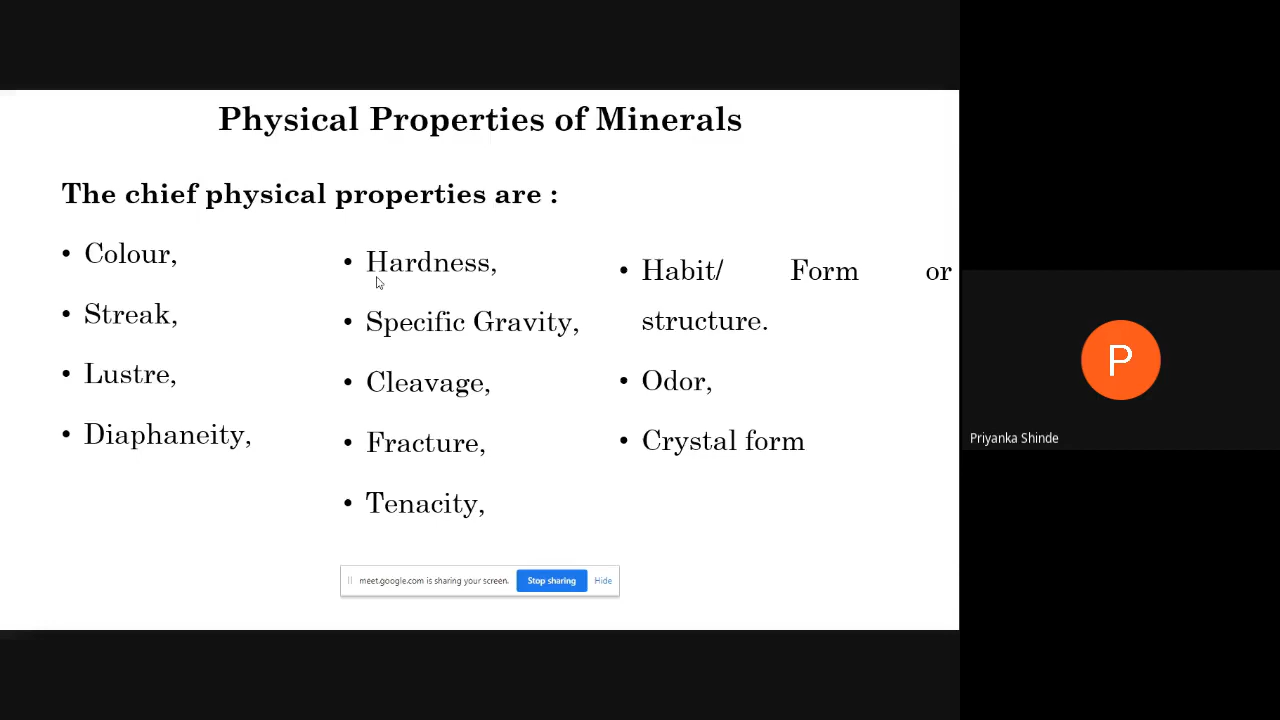 Physical Properties of Minerals
The chief physical properties are :
• Colour,
• Streak,
• Lustre,
• Diaphaneity,
• Hardness,
• Specific Gravity,
• Cleavage,
• Fracture,
• Tenacity,
• Habit/ Form or
structure.
• Odor,
• Crystal form
meet.google.com is sharing your screen. Stop sharing Hide
P
Priyanka Shinde